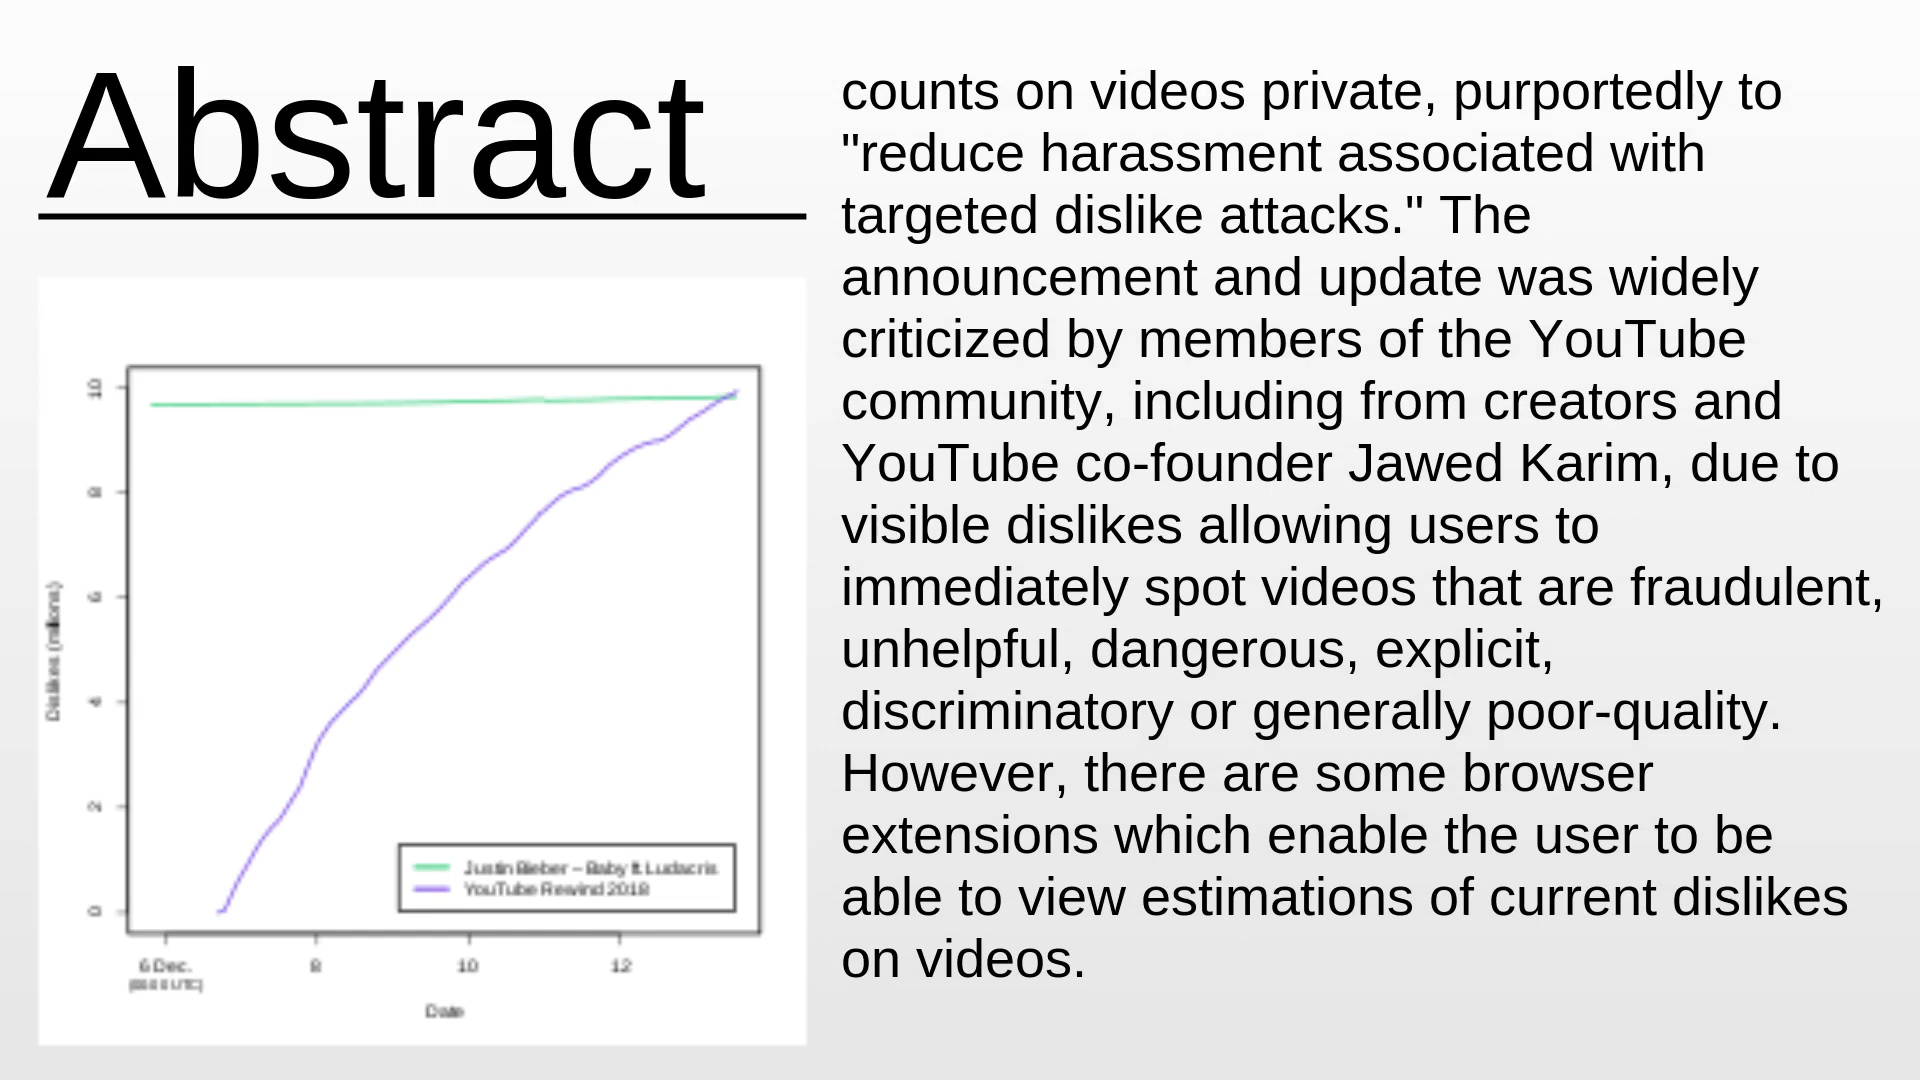 Abstract
counts on videos private, purportedly to
"reduce harassment associated with
targeted dislike attacks." The
announcement and update was widely
criticized by members of the YouTube
community, including from creators and
YouTube co-founder Jawed Karim, due to
visible dislikes allowing users to
immediately spot videos that are fraudulent,
unhelpful, dangerous, explicit,
discriminatory or generally poor-quality.
However, there are some browser
extensions which enable the user to be
able to view estimations of current dislikes
on videos.
10
8
6
4
2
0
Dislikes (millions)
Justin Bieber – Baby ft. Ludacris
YouTube Rewind 2018
6 Dec.
8
10
12
UTC)
Date